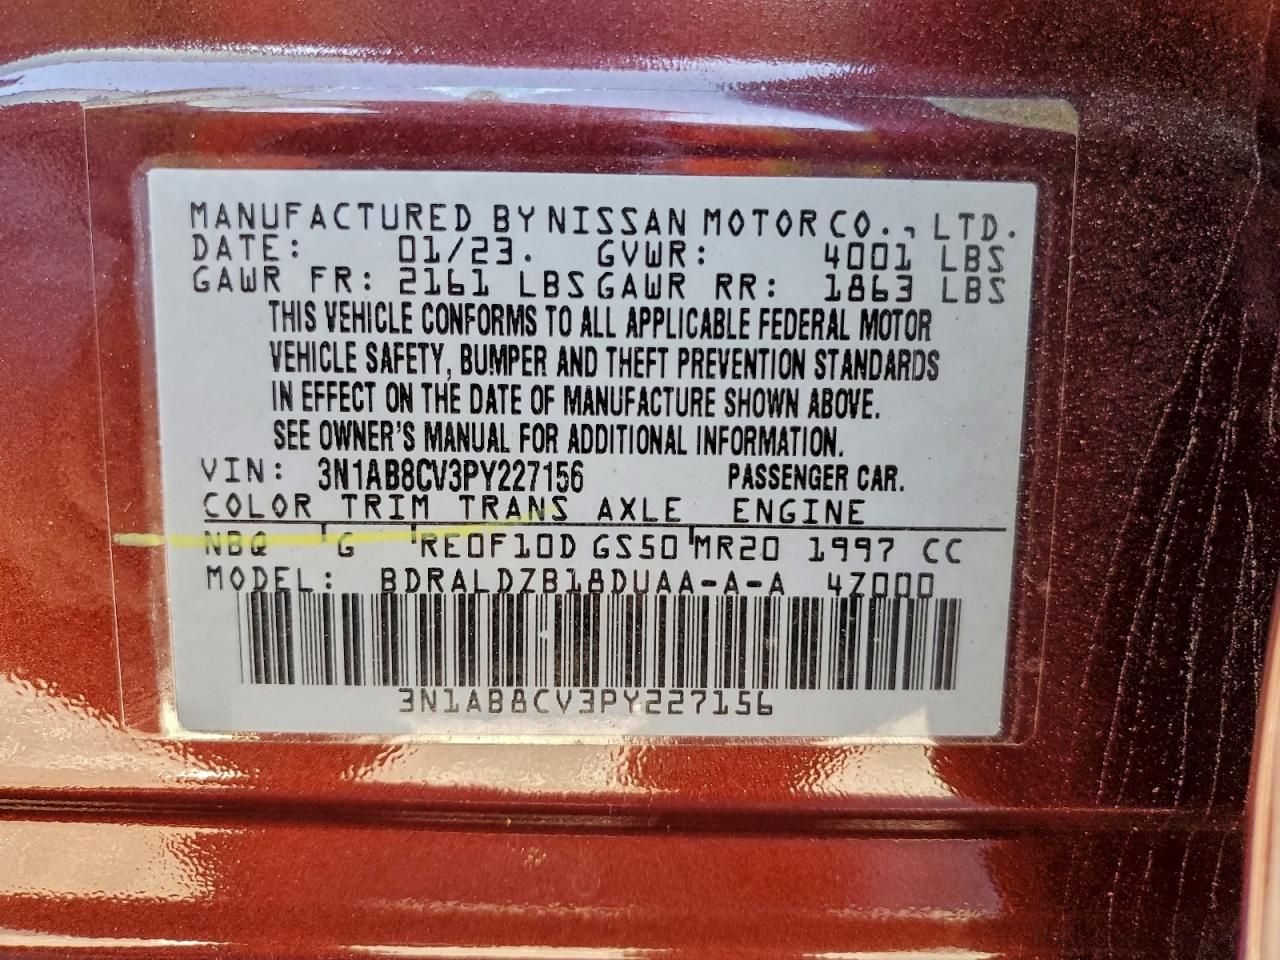 MANUFACTURED BY NISSAN MOTOR CO., LTD.
DATE: 01/23. GVWR: 4001 LBS
GAWR FR: 2161 LBS GAWR RR: 1863 LBS
THIS VEHICLE CONFORMS TO ALL APPLICABLE FEDERAL MOTOR
VEHICLE SAFETY, BUMPER AND THEFT PREVENTION STANDARDS
IN EFFECT ON THE DATE OF MANUFACTURE SHOWN ABOVE.
SEE OWNER'S MANUAL FOR ADDITIONAL INFORMATION.
VIN: 3N1AB8CV3PY227156 PASSENGER CAR.
COLOR TRIM TRANS AXLE ENGINE
NBQ G RE0F10D GS50 MR20 1997 CC
MODEL: BDRALDZB18DUAA-A-A 4Z000
3N1AB8CV3PY227156